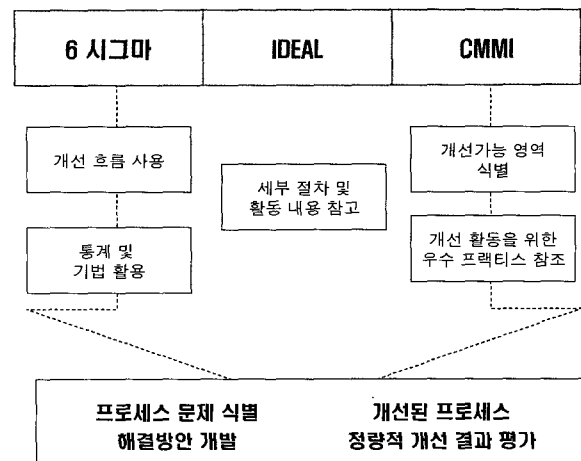 6 시그마
IDEAL
CMMI
개선 흐름 사용
통계 및
기법 활용
세부 절차 및
활동 내용 참고
개선가능 영역
식별
개선 활동을 위한
우수 프랙티스 참조
프로세스 문제 식별
해결방안 개발
개선된 프로세스
정량적 개선 결과 평가